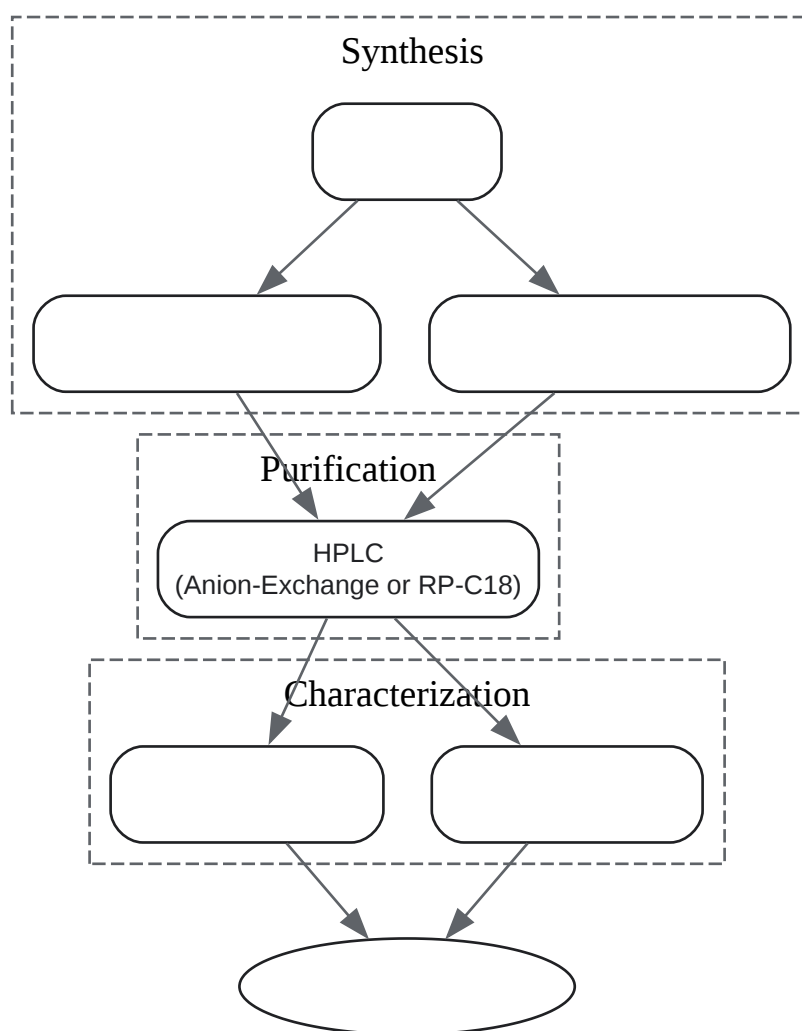 Synthesis
Purification
HPLC
(Anion-Exchange or RP-C18)
Characterization